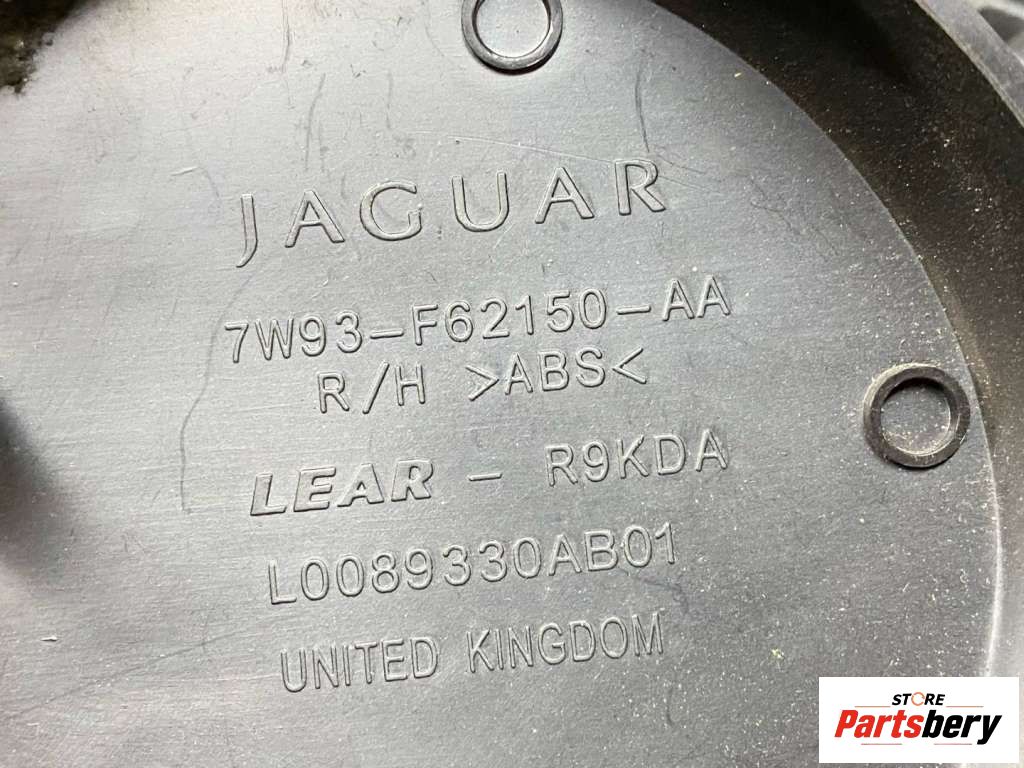 JAGUAR
7W93-F62150-AA
R/H >ABS<
LEAR - R9KDA
L0089330AB01
UNITED KINGDOM
STORE
Partsbery